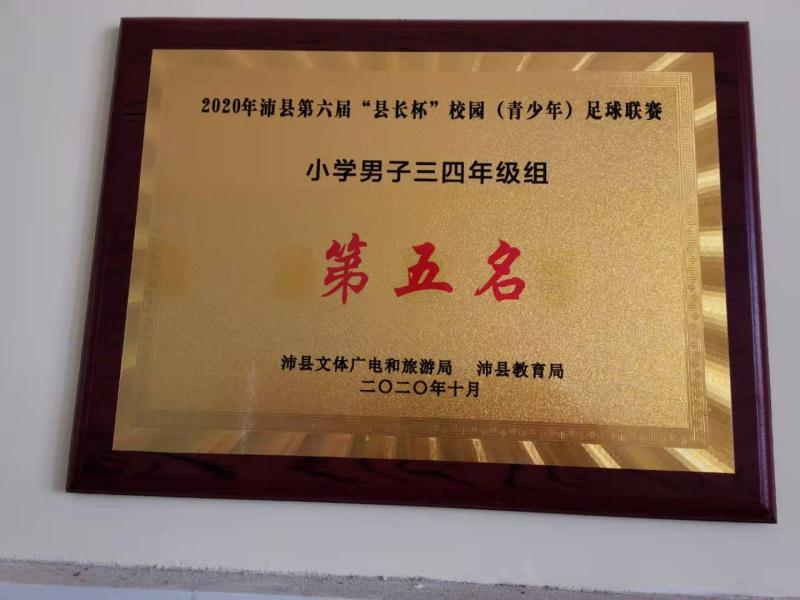 2020年沛县第六届“县长杯”校园（青少年）足球联赛
小学男子三四年级组
第五名
沛县文体广电和旅游局 沛县教育局
二〇二〇年十月